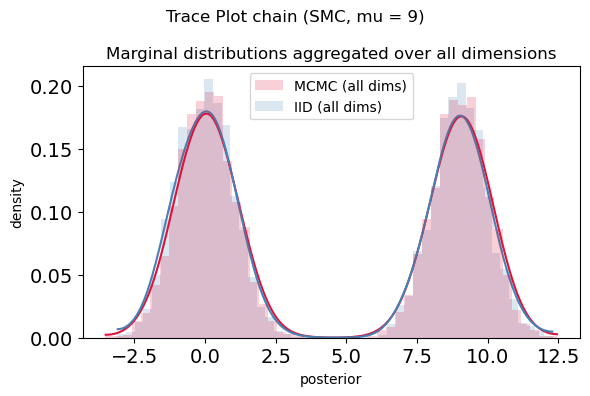 Trace Plot chain (SMC, mu = 9)
Marginal distributions aggregated over all dimensions
MCMC (all dims)
IID (all dims)
density
0.20
0.15
0.10
0.05
0.00
−2.5 0.0 2.5 5.0 7.5 10.0 12.5
posterior